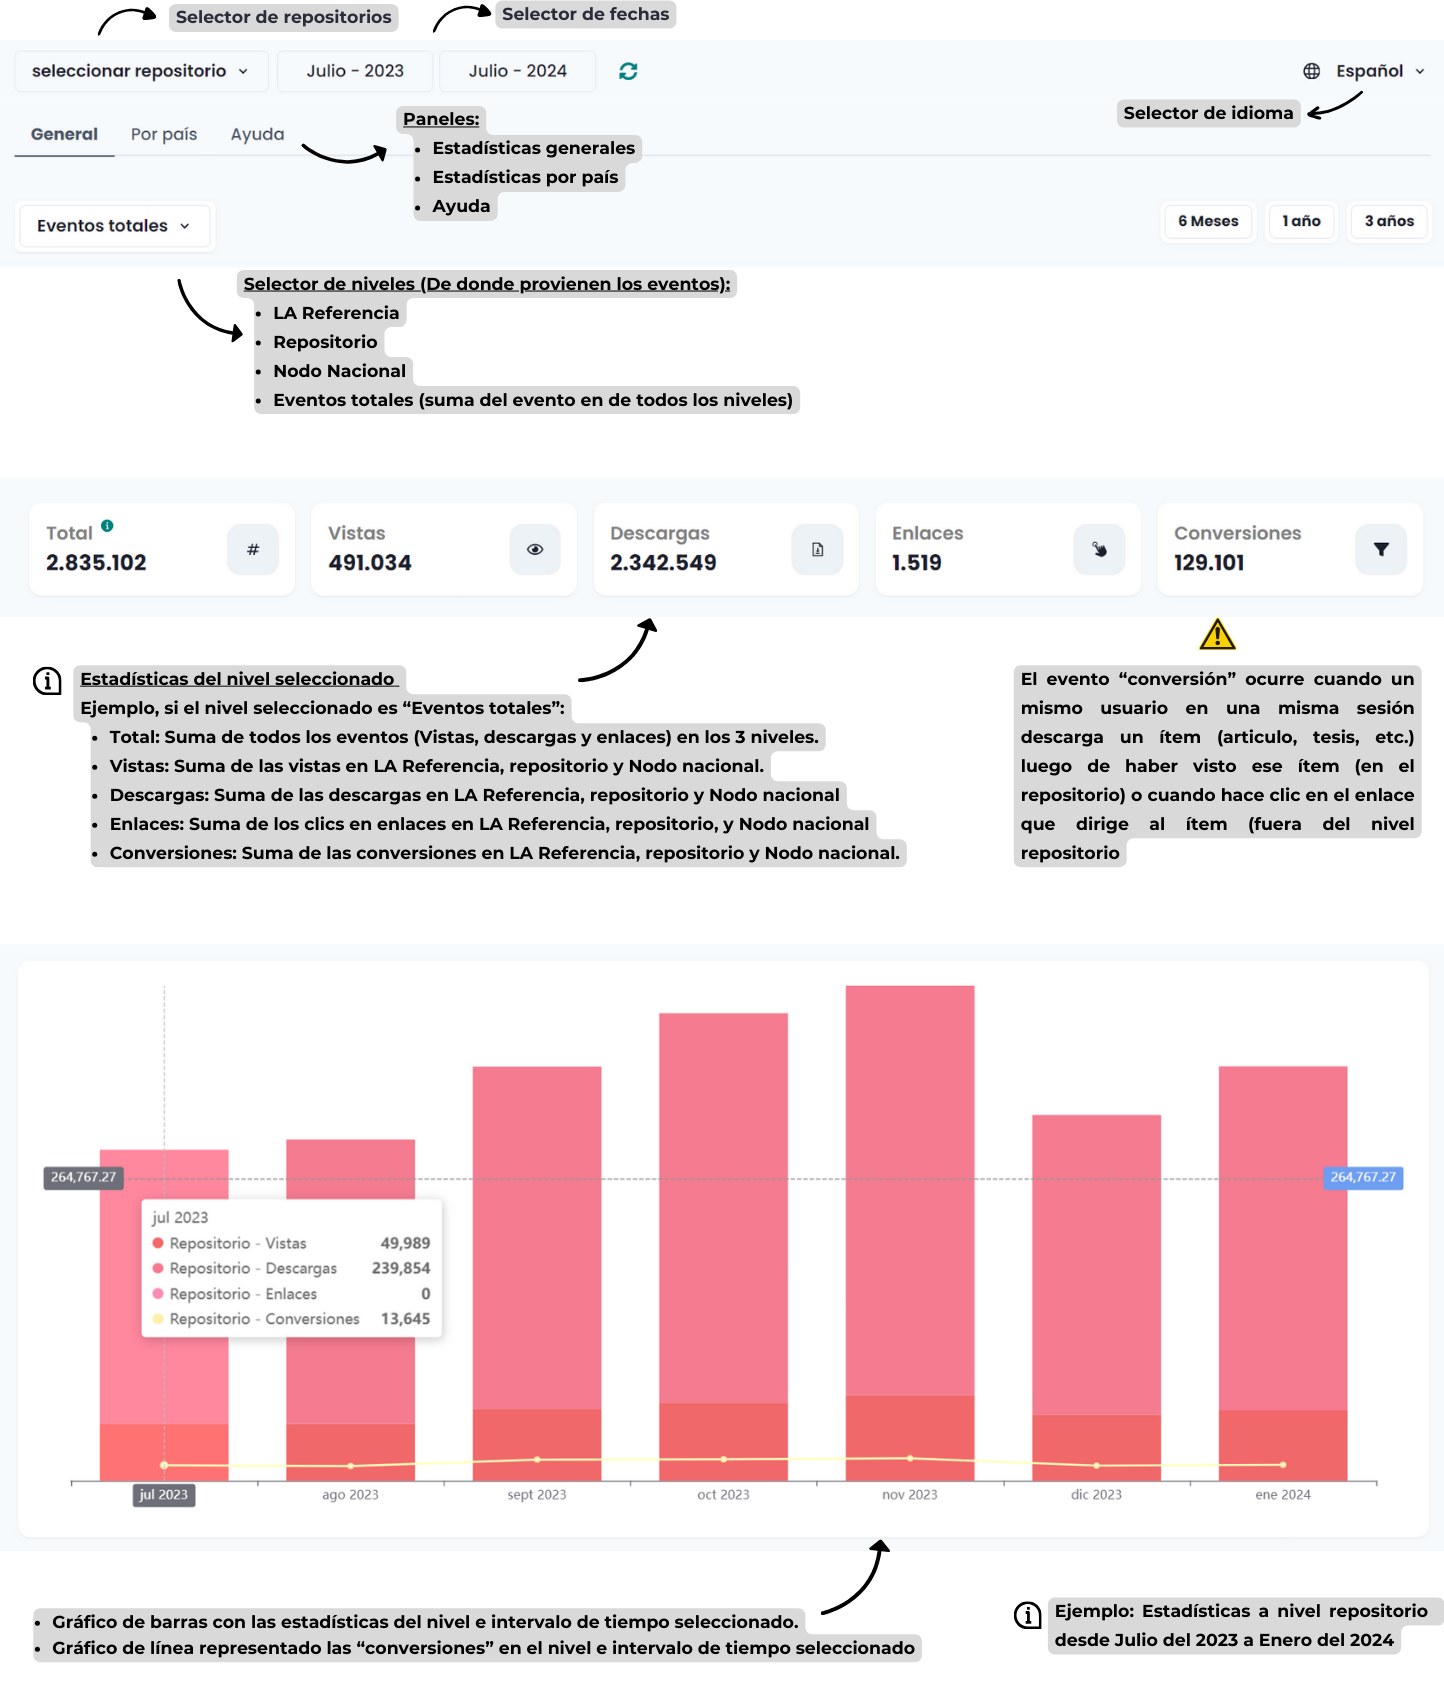 Selector de repositorios
Selector de fechas
seleccionar repositorio
Julio - 2023
Julio - 2024
Español
Selector de idioma
General
Por país
Ayuda
Paneles:
• Estadísticas generales
• Estadísticas por país
• Ayuda
Eventos totales
6 Meses
1 año
3 años
Selector de niveles (De donde provienen los eventos):
• LA Referencia
• Repositorio
• Nodo Nacional
• Eventos totales (suma del evento en de todos los niveles)
Total
2.835.102
#
Vistas
491.034
Descargas
2.342.549
Enlaces
1.519
Conversiones
129.101
Estadísticas del nivel seleccionado
Ejemplo, si el nivel seleccionado es “Eventos totales”:
• Total: Suma de todos los eventos (Vistas, descargas y enlaces) en los 3 niveles.
• Vistas: Suma de las vistas en LA Referencia, repositorio y Nodo nacional.
• Descargas: Suma de las descargas en LA Referencia, repositorio y Nodo nacional
• Enlaces: Suma de los clics en enlaces en LA Referencia, repositorio, y Nodo nacional
• Conversiones: Suma de las conversiones en LA Referencia, repositorio y Nodo nacional.
El evento “conversión” ocurre cuando un
mismo usuario en una misma sesión
descarga un ítem (articulo, tesis, etc.)
luego de haber visto ese ítem (en el
repositorio) o cuando hace clic en el enlace
que dirige al ítem (fuera del nivel
repositorio
264,767.27
264,767.27
jul 2023
Repositorio - Vistas 49,989
Repositorio - Descargas 239,854
Repositorio - Enlaces 0
Repositorio - Conversiones 13,645
jul 2023
ago 2023
sept 2023
oct 2023
nov 2023
dic 2023
ene 2024
• Gráfico de barras con las estadísticas del nivel e intervalo de tiempo seleccionado.
• Gráfico de línea representado las “conversiones” en el nivel e intervalo de tiempo seleccionado
Ejemplo: Estadísticas a nivel repositorio
desde Julio del 2023 a Enero del 2024